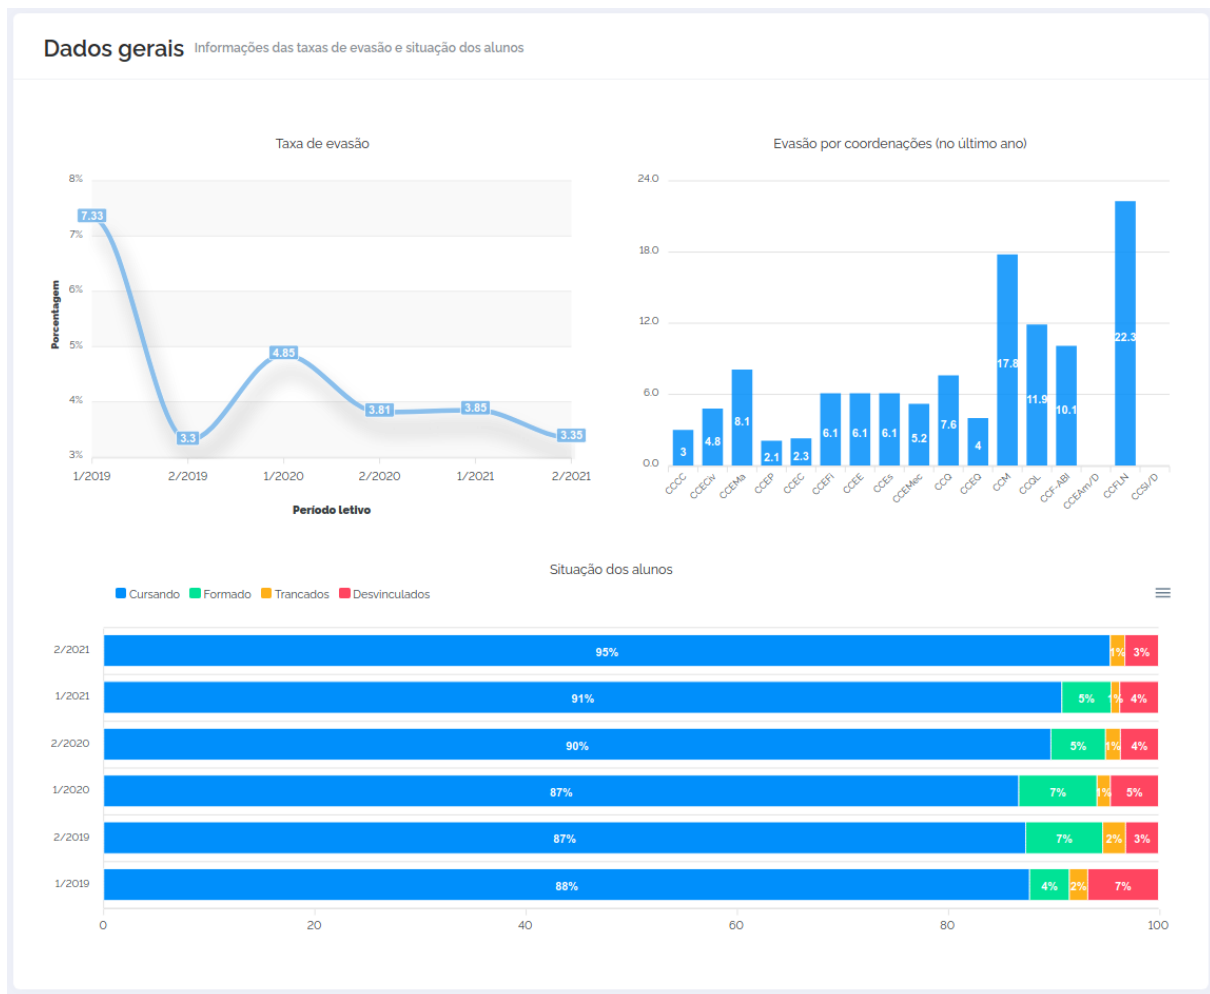 Dados gerais Informações das taxas de evasão e situação dos alunos
Taxa de evasão
8%
7%
6%
5%
4%
3%
Porcentagem
7.33
3.3
4.85
3.81
3.85
3.35
1/2019 2/2019 1/2020 2/2020 1/2021 2/2021
Período letivo
Evasão por coordenações (no último ano)
24.0
18.0
12.0
6.0
0.0
3 4.8 8.1 2.1 2.3 6.1 6.1 6.1 5.2 7.6 4 17.8 11.9 10.1 22.3
CCCC CCECiv CCEMa CCEP CCEC CCEFi CCEE CCEs CCEMec CCQ CCEQ CCM CCQL CCF-ABI CCEAm/D CCFLN CCSI/D
Situação dos alunos
Cursando Formado Trancados Desvinculados
2/2021 95% 1% 3%
1/2021 91% 5% 1% 4%
2/2020 90% 5% 1% 4%
1/2020 87% 7% 1% 5%
2/2019 87% 7% 2% 3%
1/2019 88% 4% 2% 7%
0 20 40 60 80 100